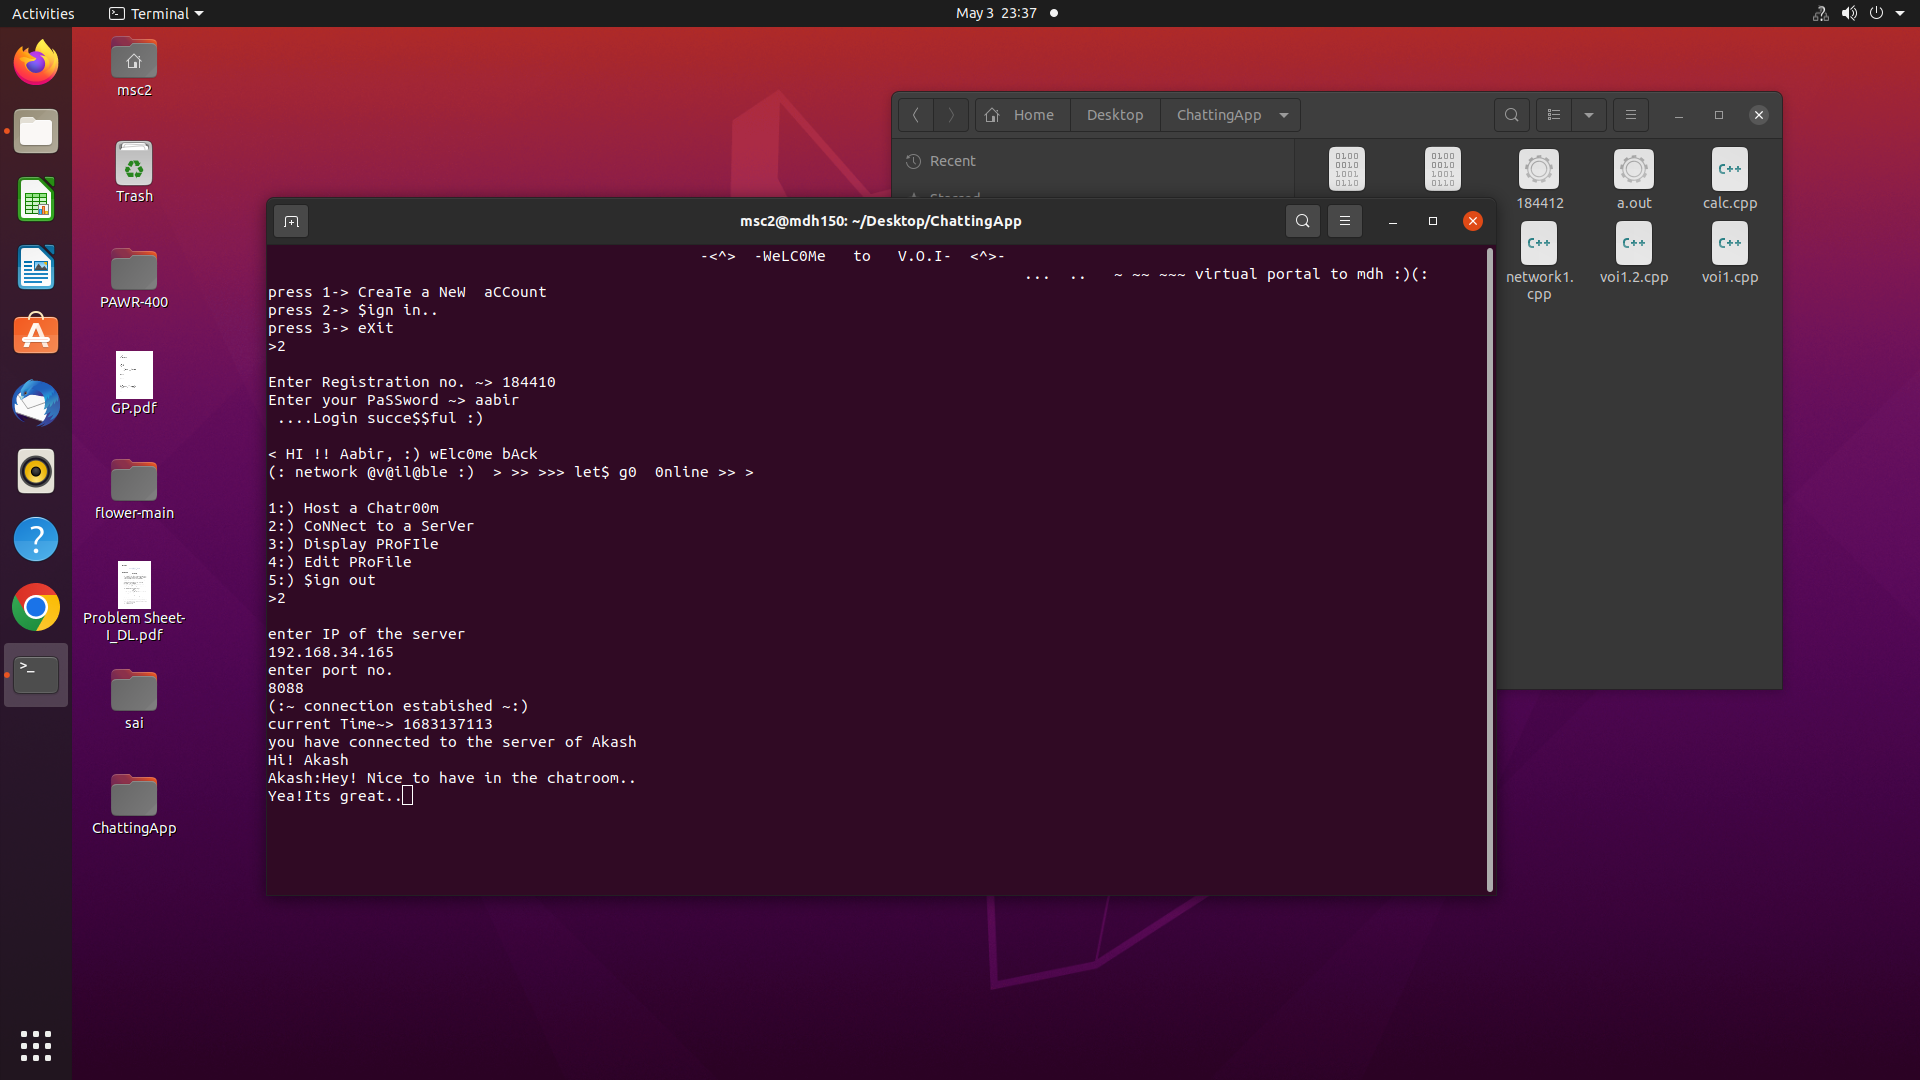 Activities
Terminal
May 3 23:37
msc2
Trash
PAWR-400
GP.pdf
flower-main
Problem Sheet-
I_DL.pdf
sai
ChattingApp
Home
Desktop
ChattingApp
Recent
184412
a.out
calc.cpp
network1.
cpp
voi1.2.cpp
voi1.cpp
msc2@mdh150: ~/Desktop/ChattingApp
-<^> -WeLC0Me to V.O.I- <^>-
... .. ~ ~~ ~~~ virtual portal to mdh :)(:
press 1-> CreaTe a NeW aCCount
press 2-> $ign in..
press 3-> eXit
>2
Enter Registration no. ~> 184410
Enter your PaSSword ~> aabir
....Login succe$$ful :)
< HI !! Aabir, :) wElc0me bAck
(: network @v@il@ble :) > >> >>> let$ g0 0nline >> >
1:) Host a Chatr00m
2:) CoNNect to a SerVer
3:) Display PRoFIle
4:) Edit PRoFile
5:) $ign out
>2
enter IP of the server
192.168.34.165
enter port no.
8088
(:~ connection estabished ~:)
current Time~> 1683137113
you have connected to the server of Akash
Hi! Akash
Akash:Hey! Nice to have in the chatroom..
Yea!Its great..